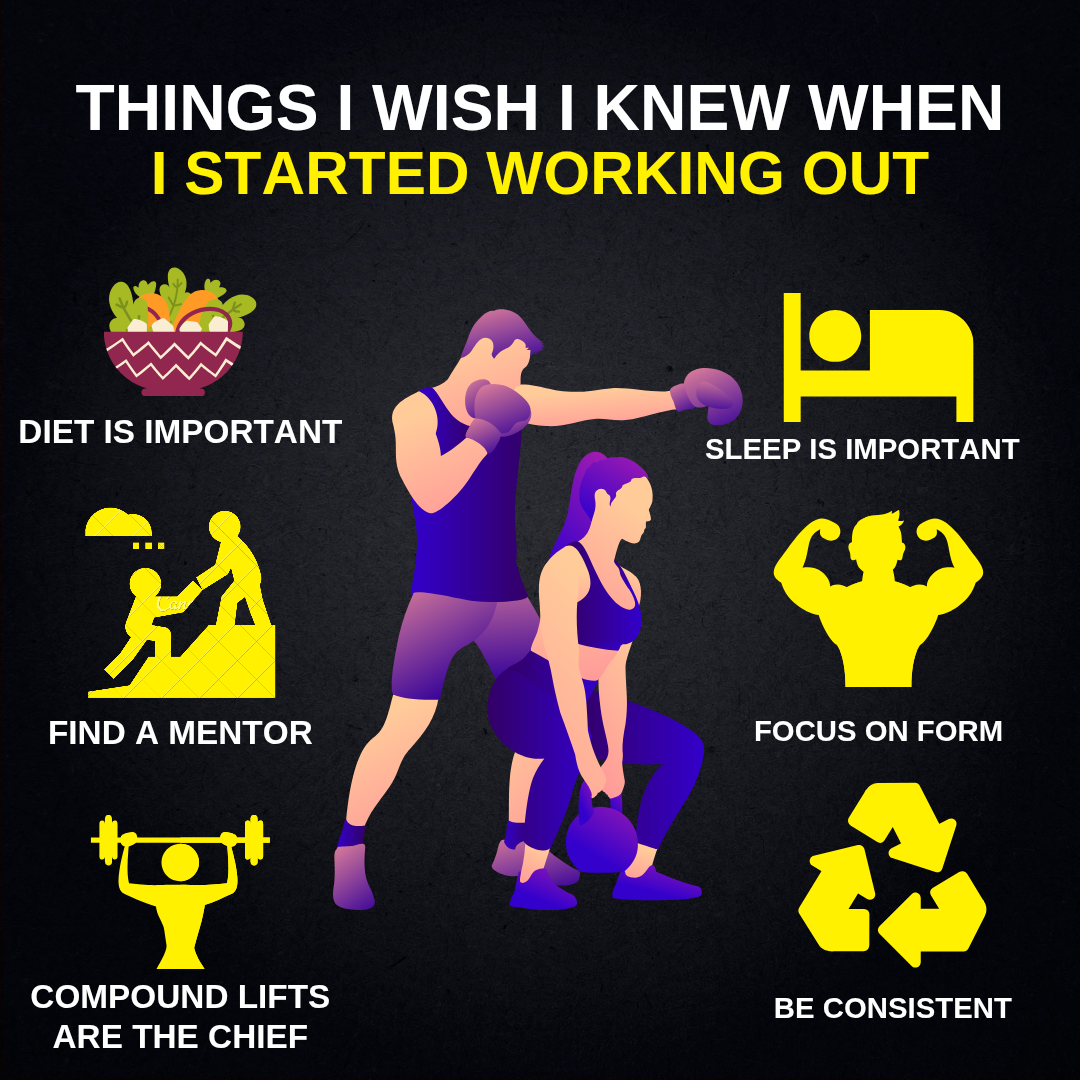 THINGS I WISH I KNEW WHEN
I STARTED WORKING OUT
DIET IS IMPORTANT
SLEEP IS IMPORTANT
FIND A MENTOR
FOCUS ON FORM
COMPOUND LIFTS
ARE THE CHIEF
BE CONSISTENT